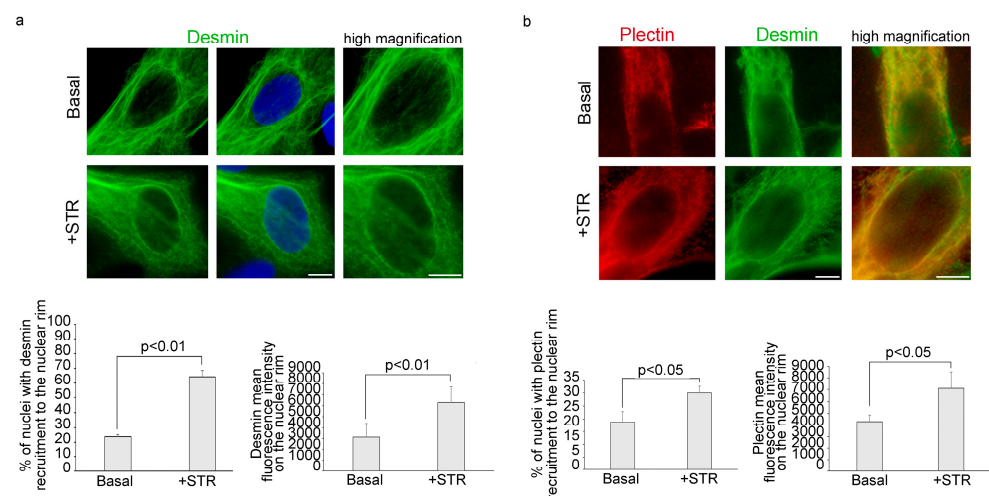 a
Desmin
high magnification
Basal
+STR
% of nuclei with desmin
recruitment to the nuclear rim
100
90
80
70
60
50
40
30
20
10
0
p<0.01
Basal
+STR
Desmin mean
fluorescence intensity
on the nuclear rim
9000
8000
7000
6000
5000
4000
3000
2000
1000
0
p<0.01
Basal
+STR
b
Plectin
Desmin
high magnification
Basal
+STR
% of nuclei with plectin
recruitment to the nuclear rim
35
30
25
20
15
10
5
0
p<0.05
Basal
+STR
Plectin mean
fluorescence intensity
on the nuclear rim
9000
8000
7000
6000
5000
4000
3000
2000
1000
0
p<0.05
Basal
+STR